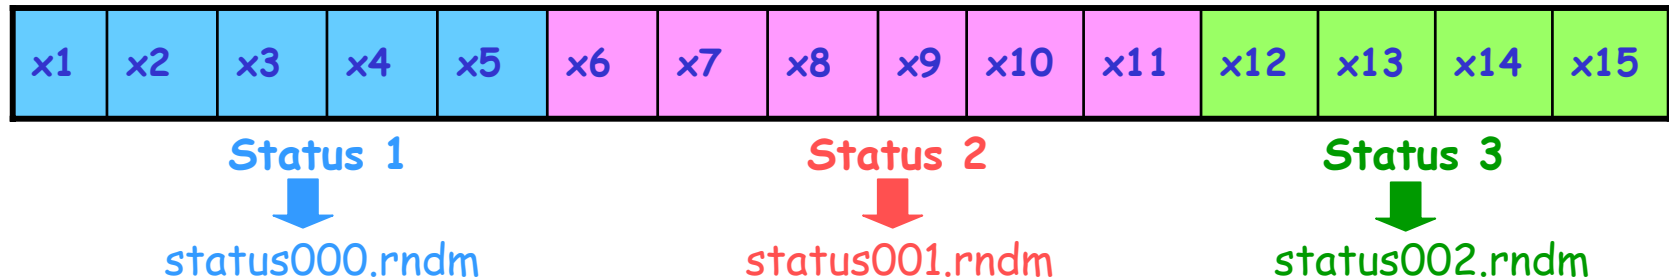 x1 x2 x3 x4 x5 x6 x7 x8 x9 x10 x11 x12 x13 x14 x15
Status 1 Status 2 Status 3
status000.rndm status001.rndm status002.rndm